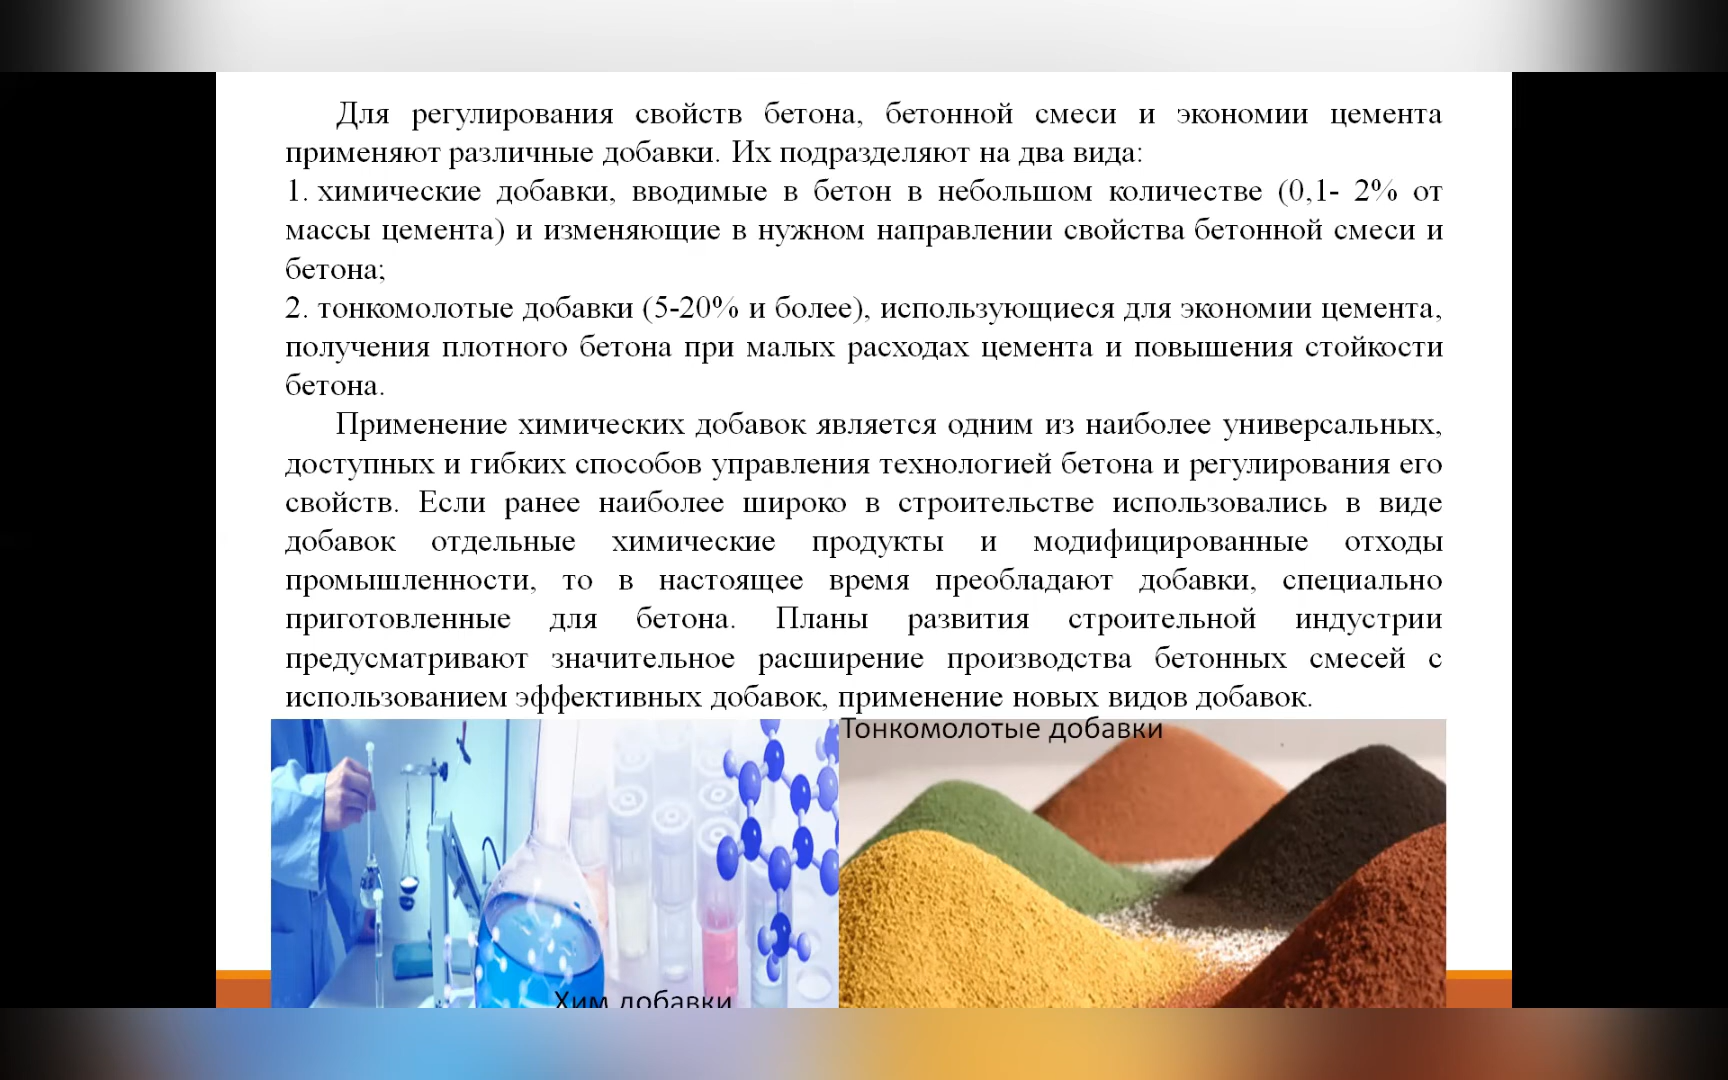 Для регулирования свойств бетона, бетонной смеси и экономии цемента
применяют различные добавки. Их подразделяют на два вида:
1. химические добавки, вводимые в бетон в небольшом количестве (0,1- 2% от
массы цемента) и изменяющие в нужном направлении свойства бетонной смеси и
бетона;
2. тонкомолотые добавки (5-20% и более), использующиеся для экономии цемента,
получения плотного бетона при малых расходах цемента и повышения стойкости
бетона.
Применение химических добавок является одним из наиболее универсальных,
доступных и гибких способов управления технологией бетона и регулирования его
свойств. Если ранее наиболее широко в строительстве использовались в виде
добавок отдельные химические продукты и модифицированные отходы
промышленности, то в настоящее время преобладают добавки, специально
приготовленные для бетона. Планы развития строительной индустрии
предусматривают значительное расширение производства бетонных смесей с
использованием эффективных добавок, применение новых видов добавок.
Тонкомолотые добавки
Хим добавки